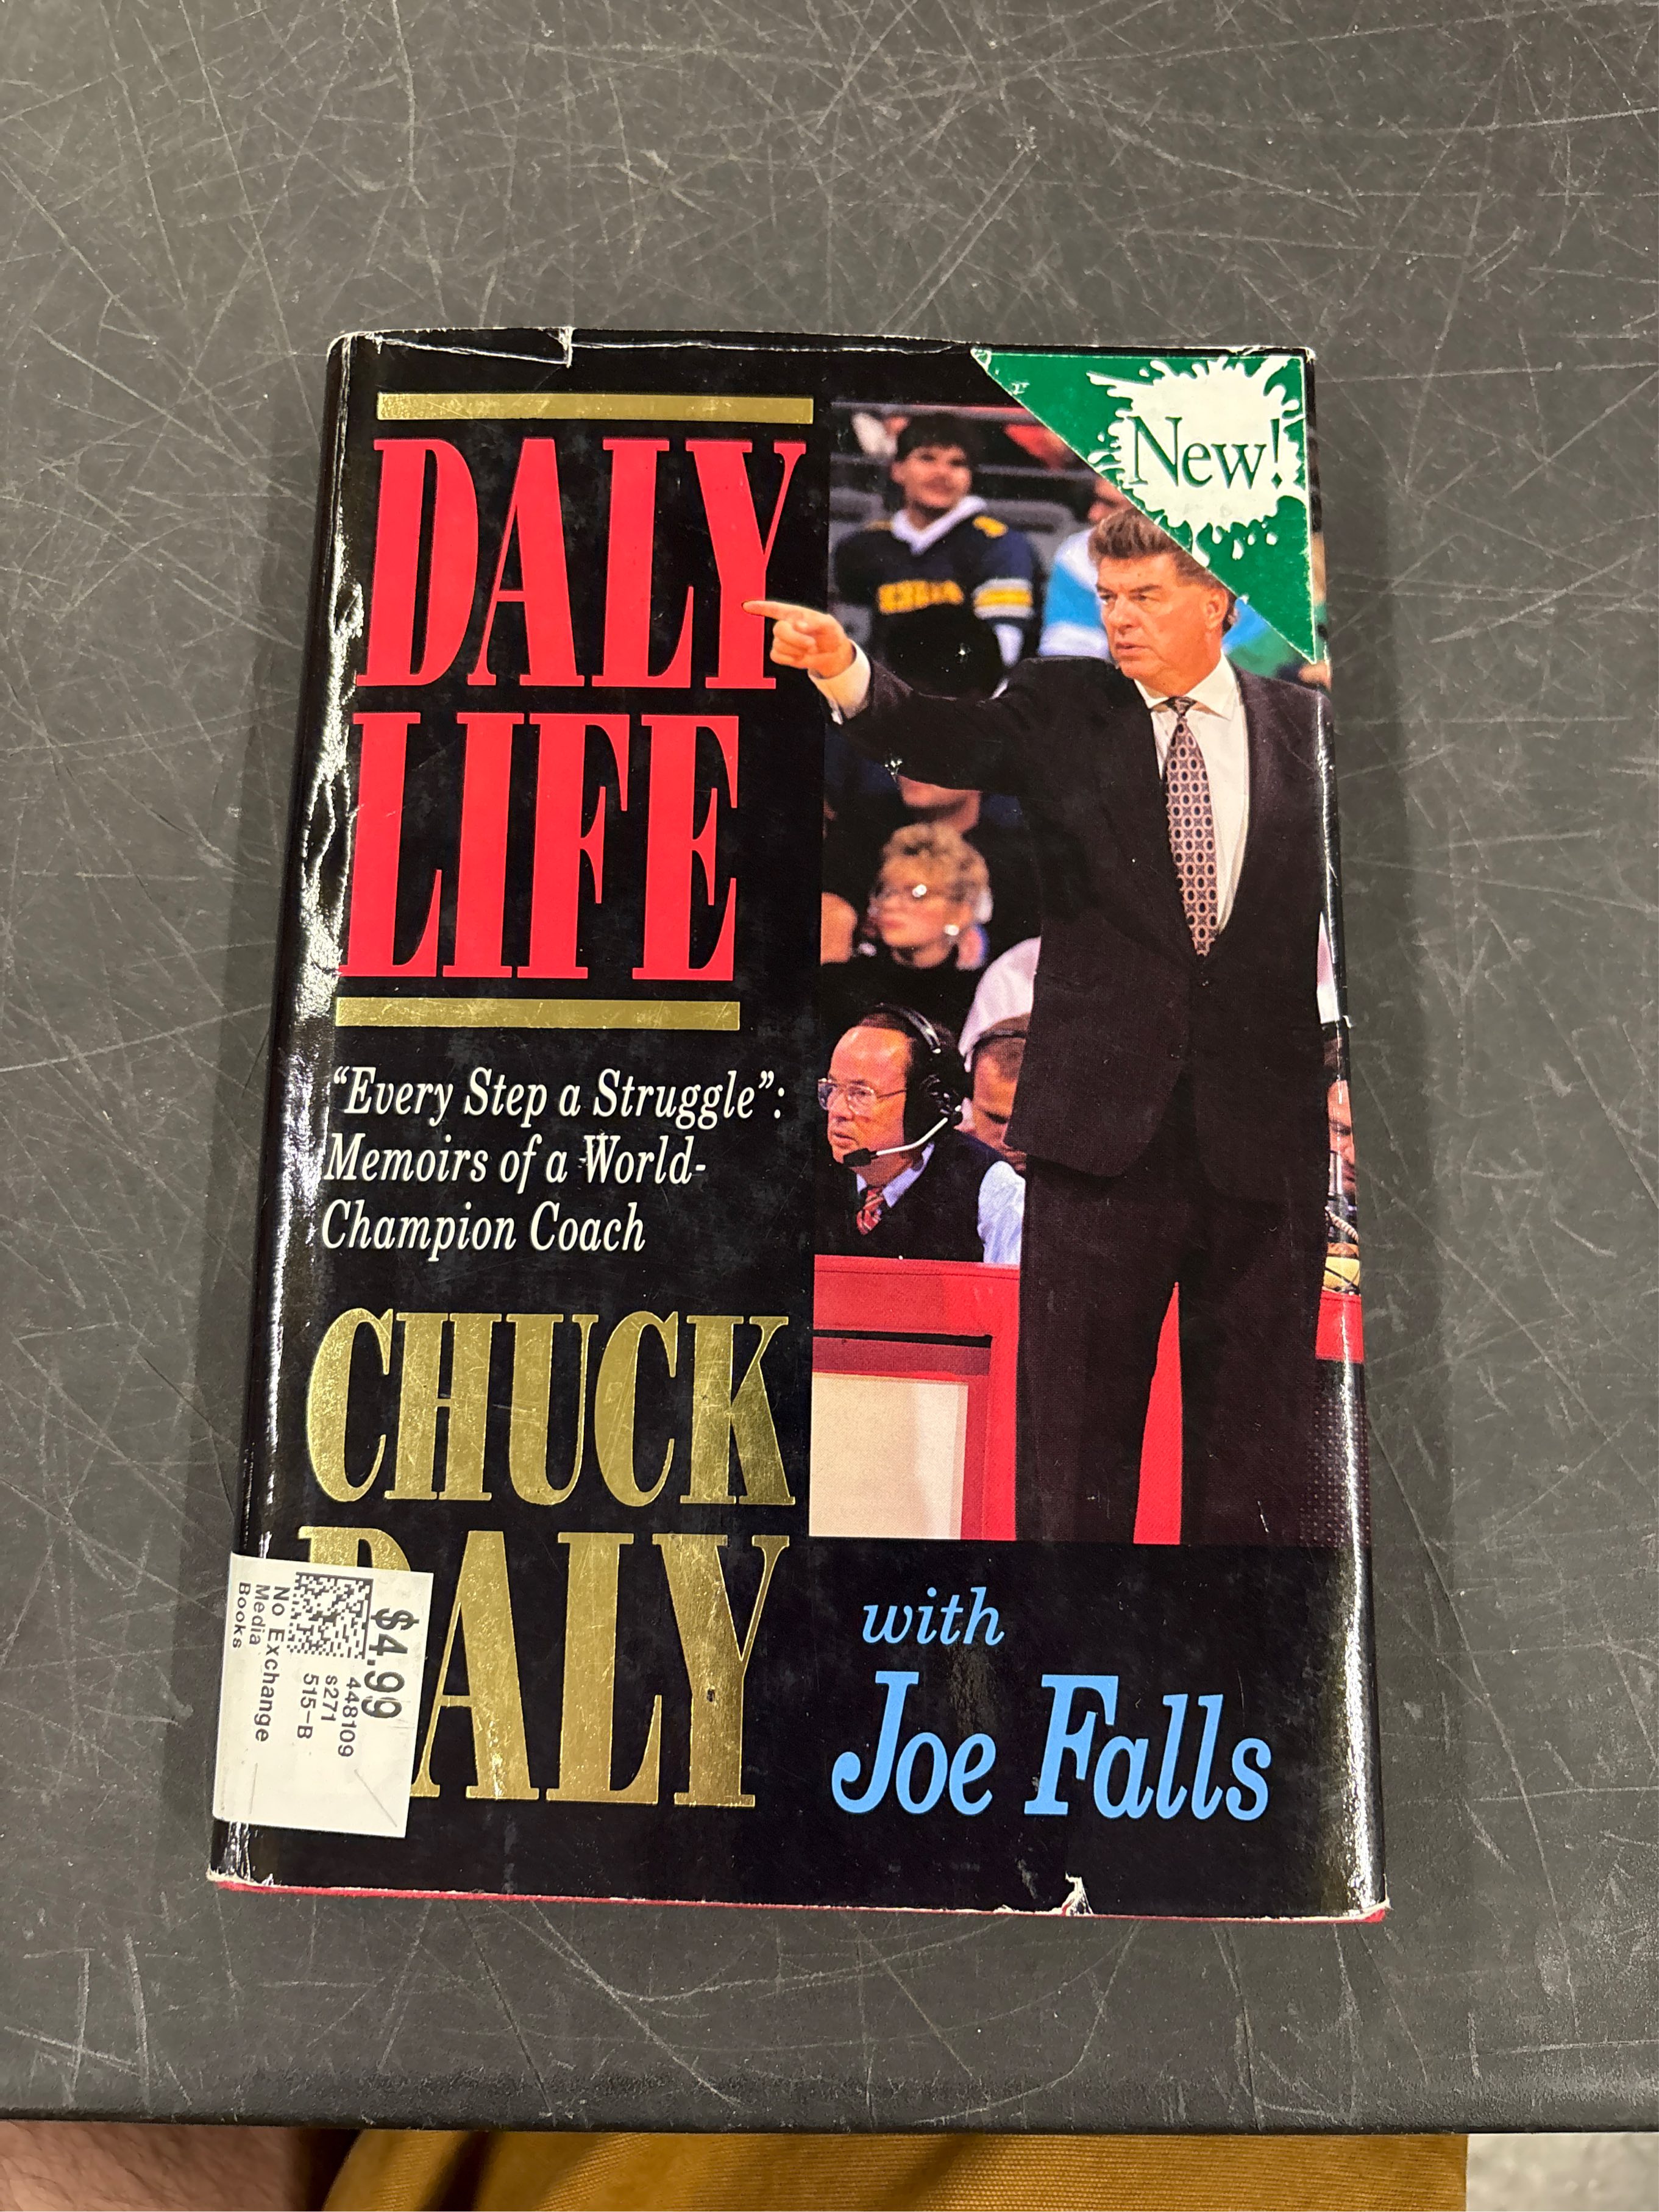 New!
DALY
LIFE
“Every Step a Struggle”:
Memoirs of a World-
Champion Coach
CHUCK
DALY
with
Joe Falls
$4.99
448109
s271
515-B
No Exchange
Media
Books